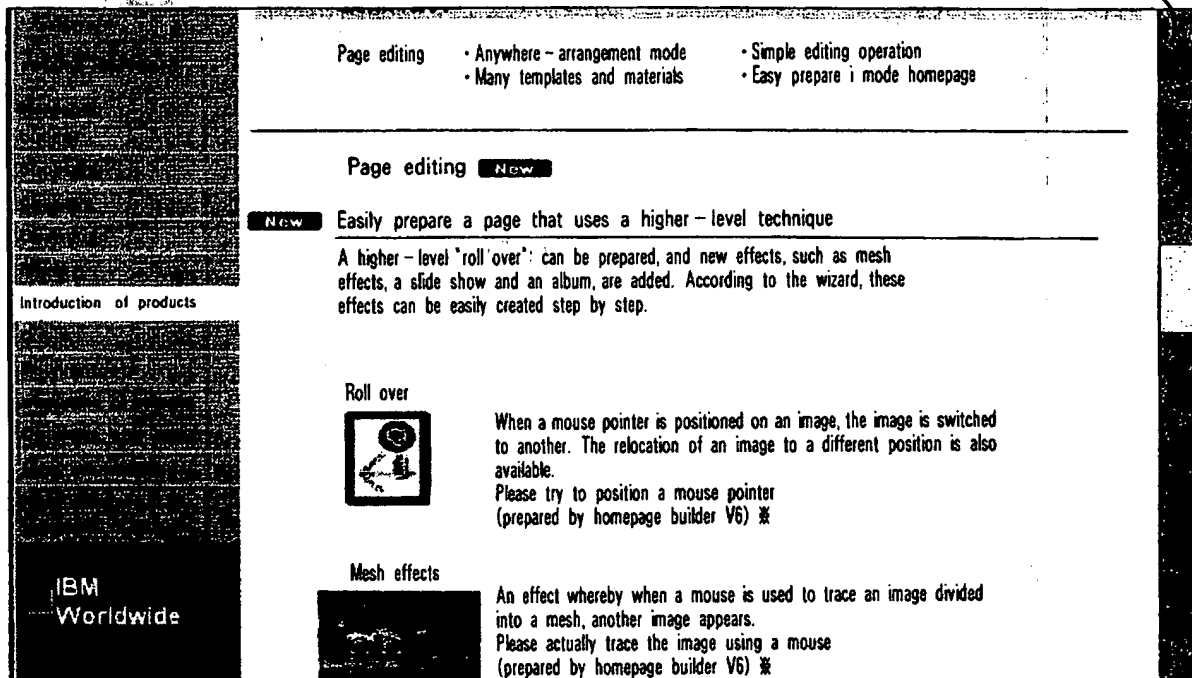 Page editing ・Anywhere－arrangement mode ・Simple editing operation
・Many templates and materials ・Easy prepare i mode homepage
Page editing New
New Easily prepare a page that uses a higher－level technique
A higher－level "roll over": can be prepared, and new effects, such as mesh
effects, a slide show and an album, are added. According to the wizard, these
effects can be easily created step by step.
Introduction of products
Roll over
When a mouse pointer is positioned on an image, the image is switched
to another. The relocation of an image to a different position is also
available.
Please try to position a mouse pointer
(prepared by homepage builder V6) ※
Mesh effects
An effect whereby when a mouse is used to trace an image divided
into a mesh, another image appears.
Please actually trace the image using a mouse
(prepared by homepage builder V6) ※
IBM
Worldwide